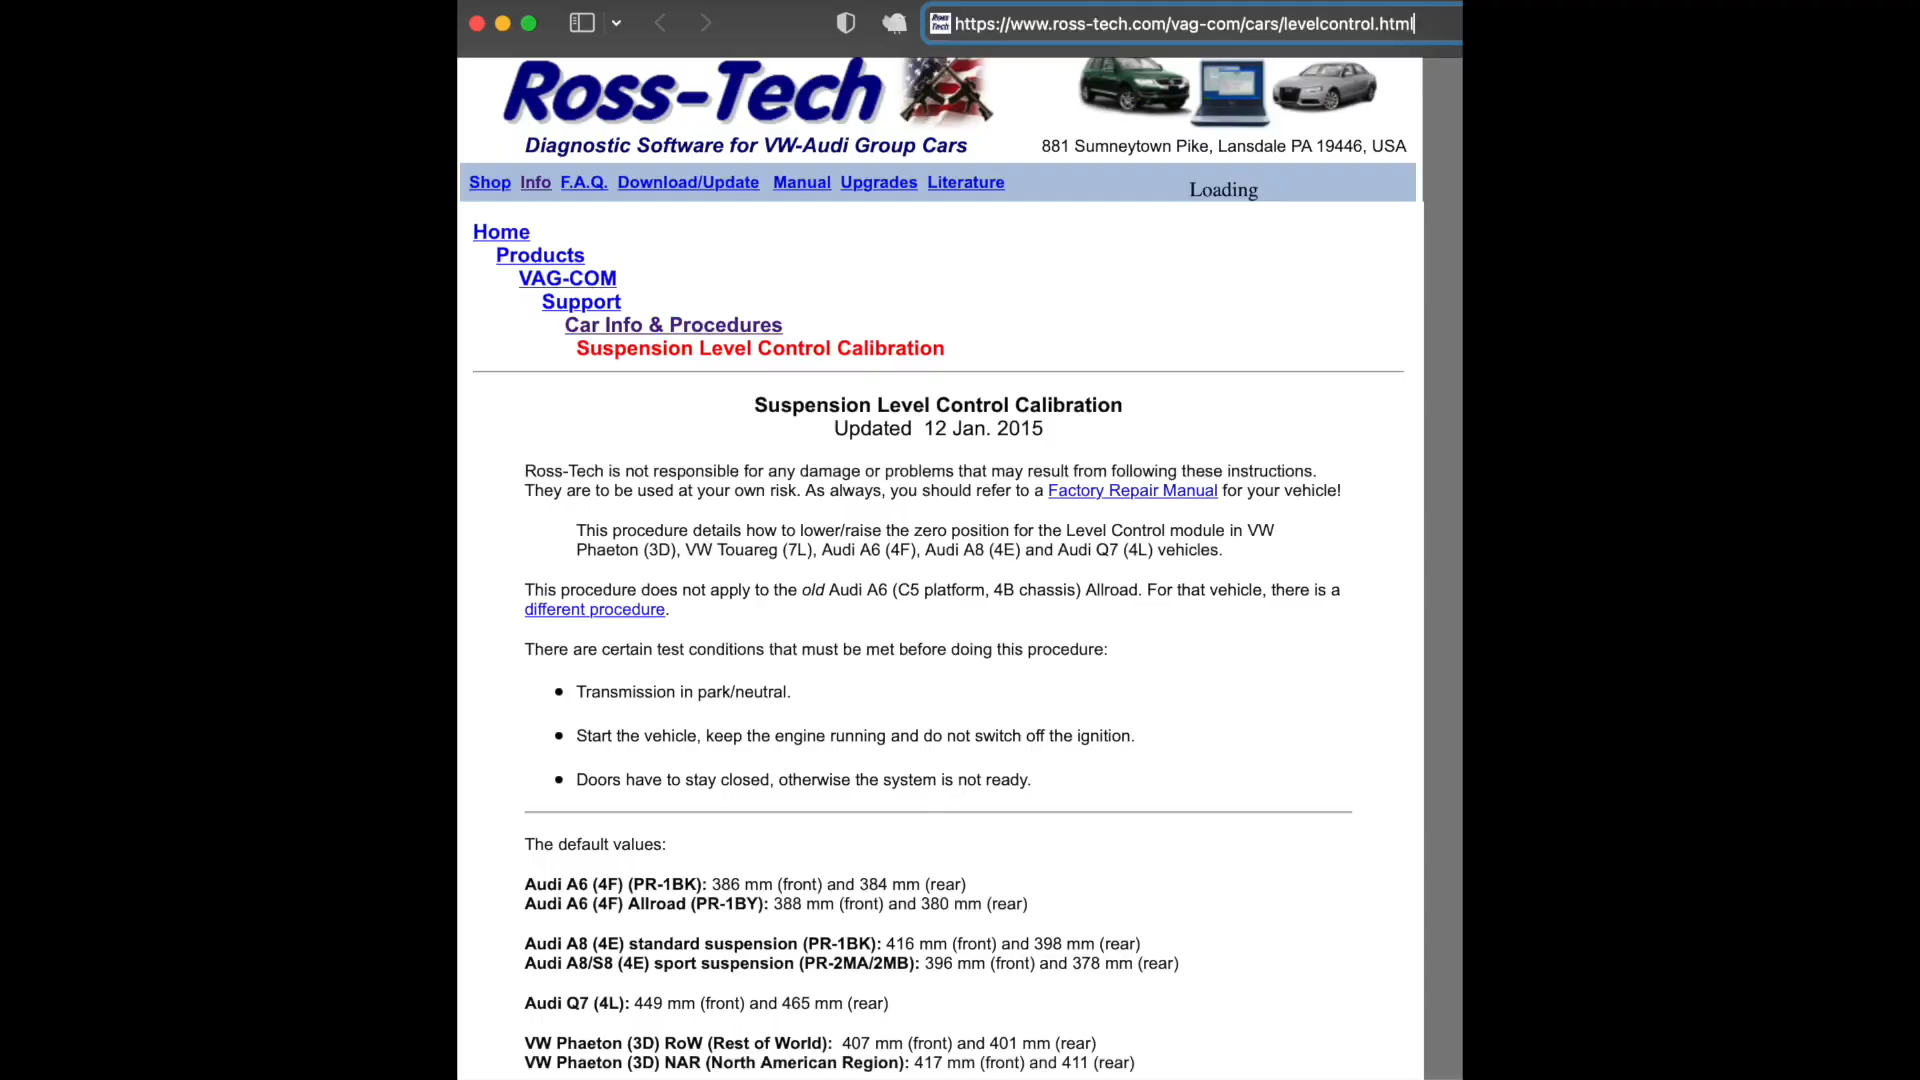 https://www.ross-tech.com/vag-com/cars/levelcontrol.html
Ross-Tech
Diagnostic Software for VW-Audi Group Cars
881 Sumneytown Pike, Lansdale PA 19446, USA
Shop Info F.A.Q. Download/Update Manual Upgrades Literature
Loading
Home
Products
VAG-COM
Support
Car Info & Procedures
Suspension Level Control Calibration
Suspension Level Control Calibration
Updated 12 Jan. 2015
Ross-Tech is not responsible for any damage or problems that may result from following these instructions.
They are to be used at your own risk. As always, you should refer to a Factory Repair Manual for your vehicle!
This procedure details how to lower/raise the zero position for the Level Control module in VW
Phaeton (3D), VW Touareg (7L), Audi A6 (4F), Audi A8 (4E) and Audi Q7 (4L) vehicles.
This procedure does not apply to the old Audi A6 (C5 platform, 4B chassis) Allroad. For that vehicle, there is a
different procedure.
There are certain test conditions that must be met before doing this procedure:
• Transmission in park/neutral.
• Start the vehicle, keep the engine running and do not switch off the ignition.
• Doors have to stay closed, otherwise the system is not ready.
The default values:
Audi A6 (4F) (PR-1BK): 386 mm (front) and 384 mm (rear)
Audi A6 (4F) Allroad (PR-1BY): 388 mm (front) and 380 mm (rear)
Audi A8 (4E) standard suspension (PR-1BK): 416 mm (front) and 398 mm (rear)
Audi A8/S8 (4E) sport suspension (PR-2MA/2MB): 396 mm (front) and 378 mm (rear)
Audi Q7 (4L): 449 mm (front) and 465 mm (rear)
VW Phaeton (3D) RoW (Rest of World): 407 mm (front) and 401 mm (rear)
VW Phaeton (3D) NAR (North American Region): 417 mm (front) and 411 (rear)